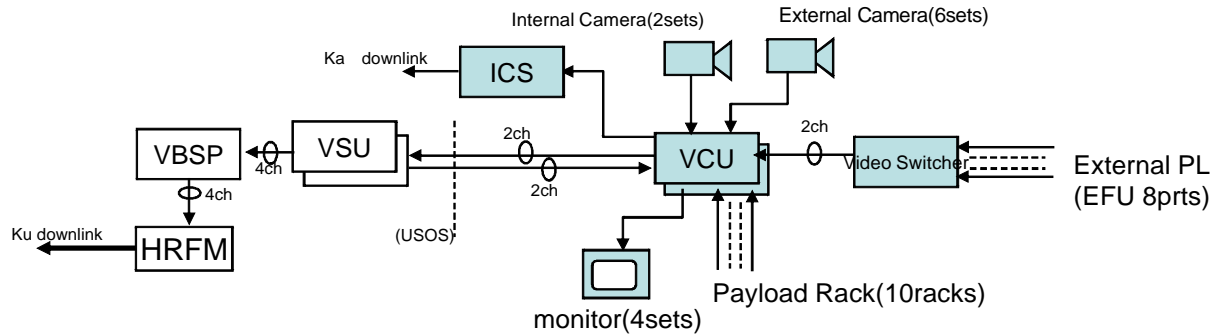 Internal Camera(2sets)
External Camera(6sets)
Ka downlink
ICS
2ch
2ch
VBSP
4ch
VSU
VCU
Video Switcher
2ch
External PL
(EFU 8prts)
4ch
Ku downlink
HRFM
(USOS)
Payload Rack(10racks)
monitor(4sets)